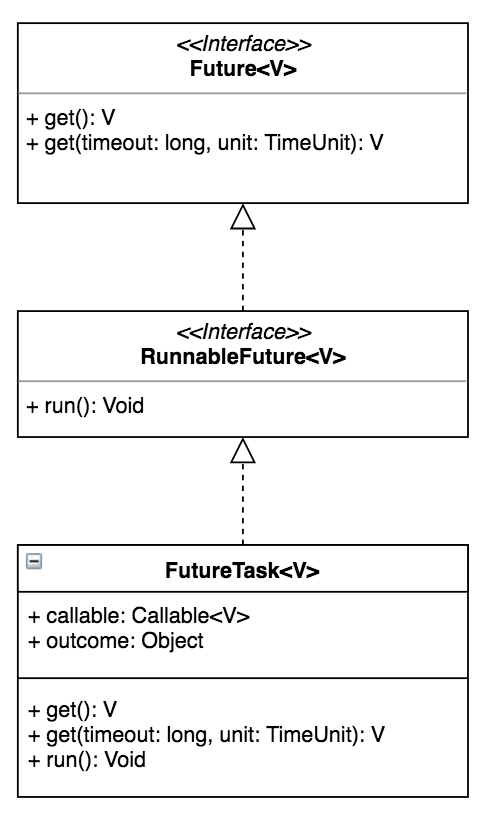 <<Interface>>
Future<V>
+ get(): V
+ get(timeout: long, unit: TimeUnit): V
<<Interface>>
RunnableFuture<V>
+ run(): Void
FutureTask<V>
+ callable: Callable<V>
+ outcome: Object
+ get(): V
+ get(timeout: long, unit: TimeUnit): V
+ run(): Void